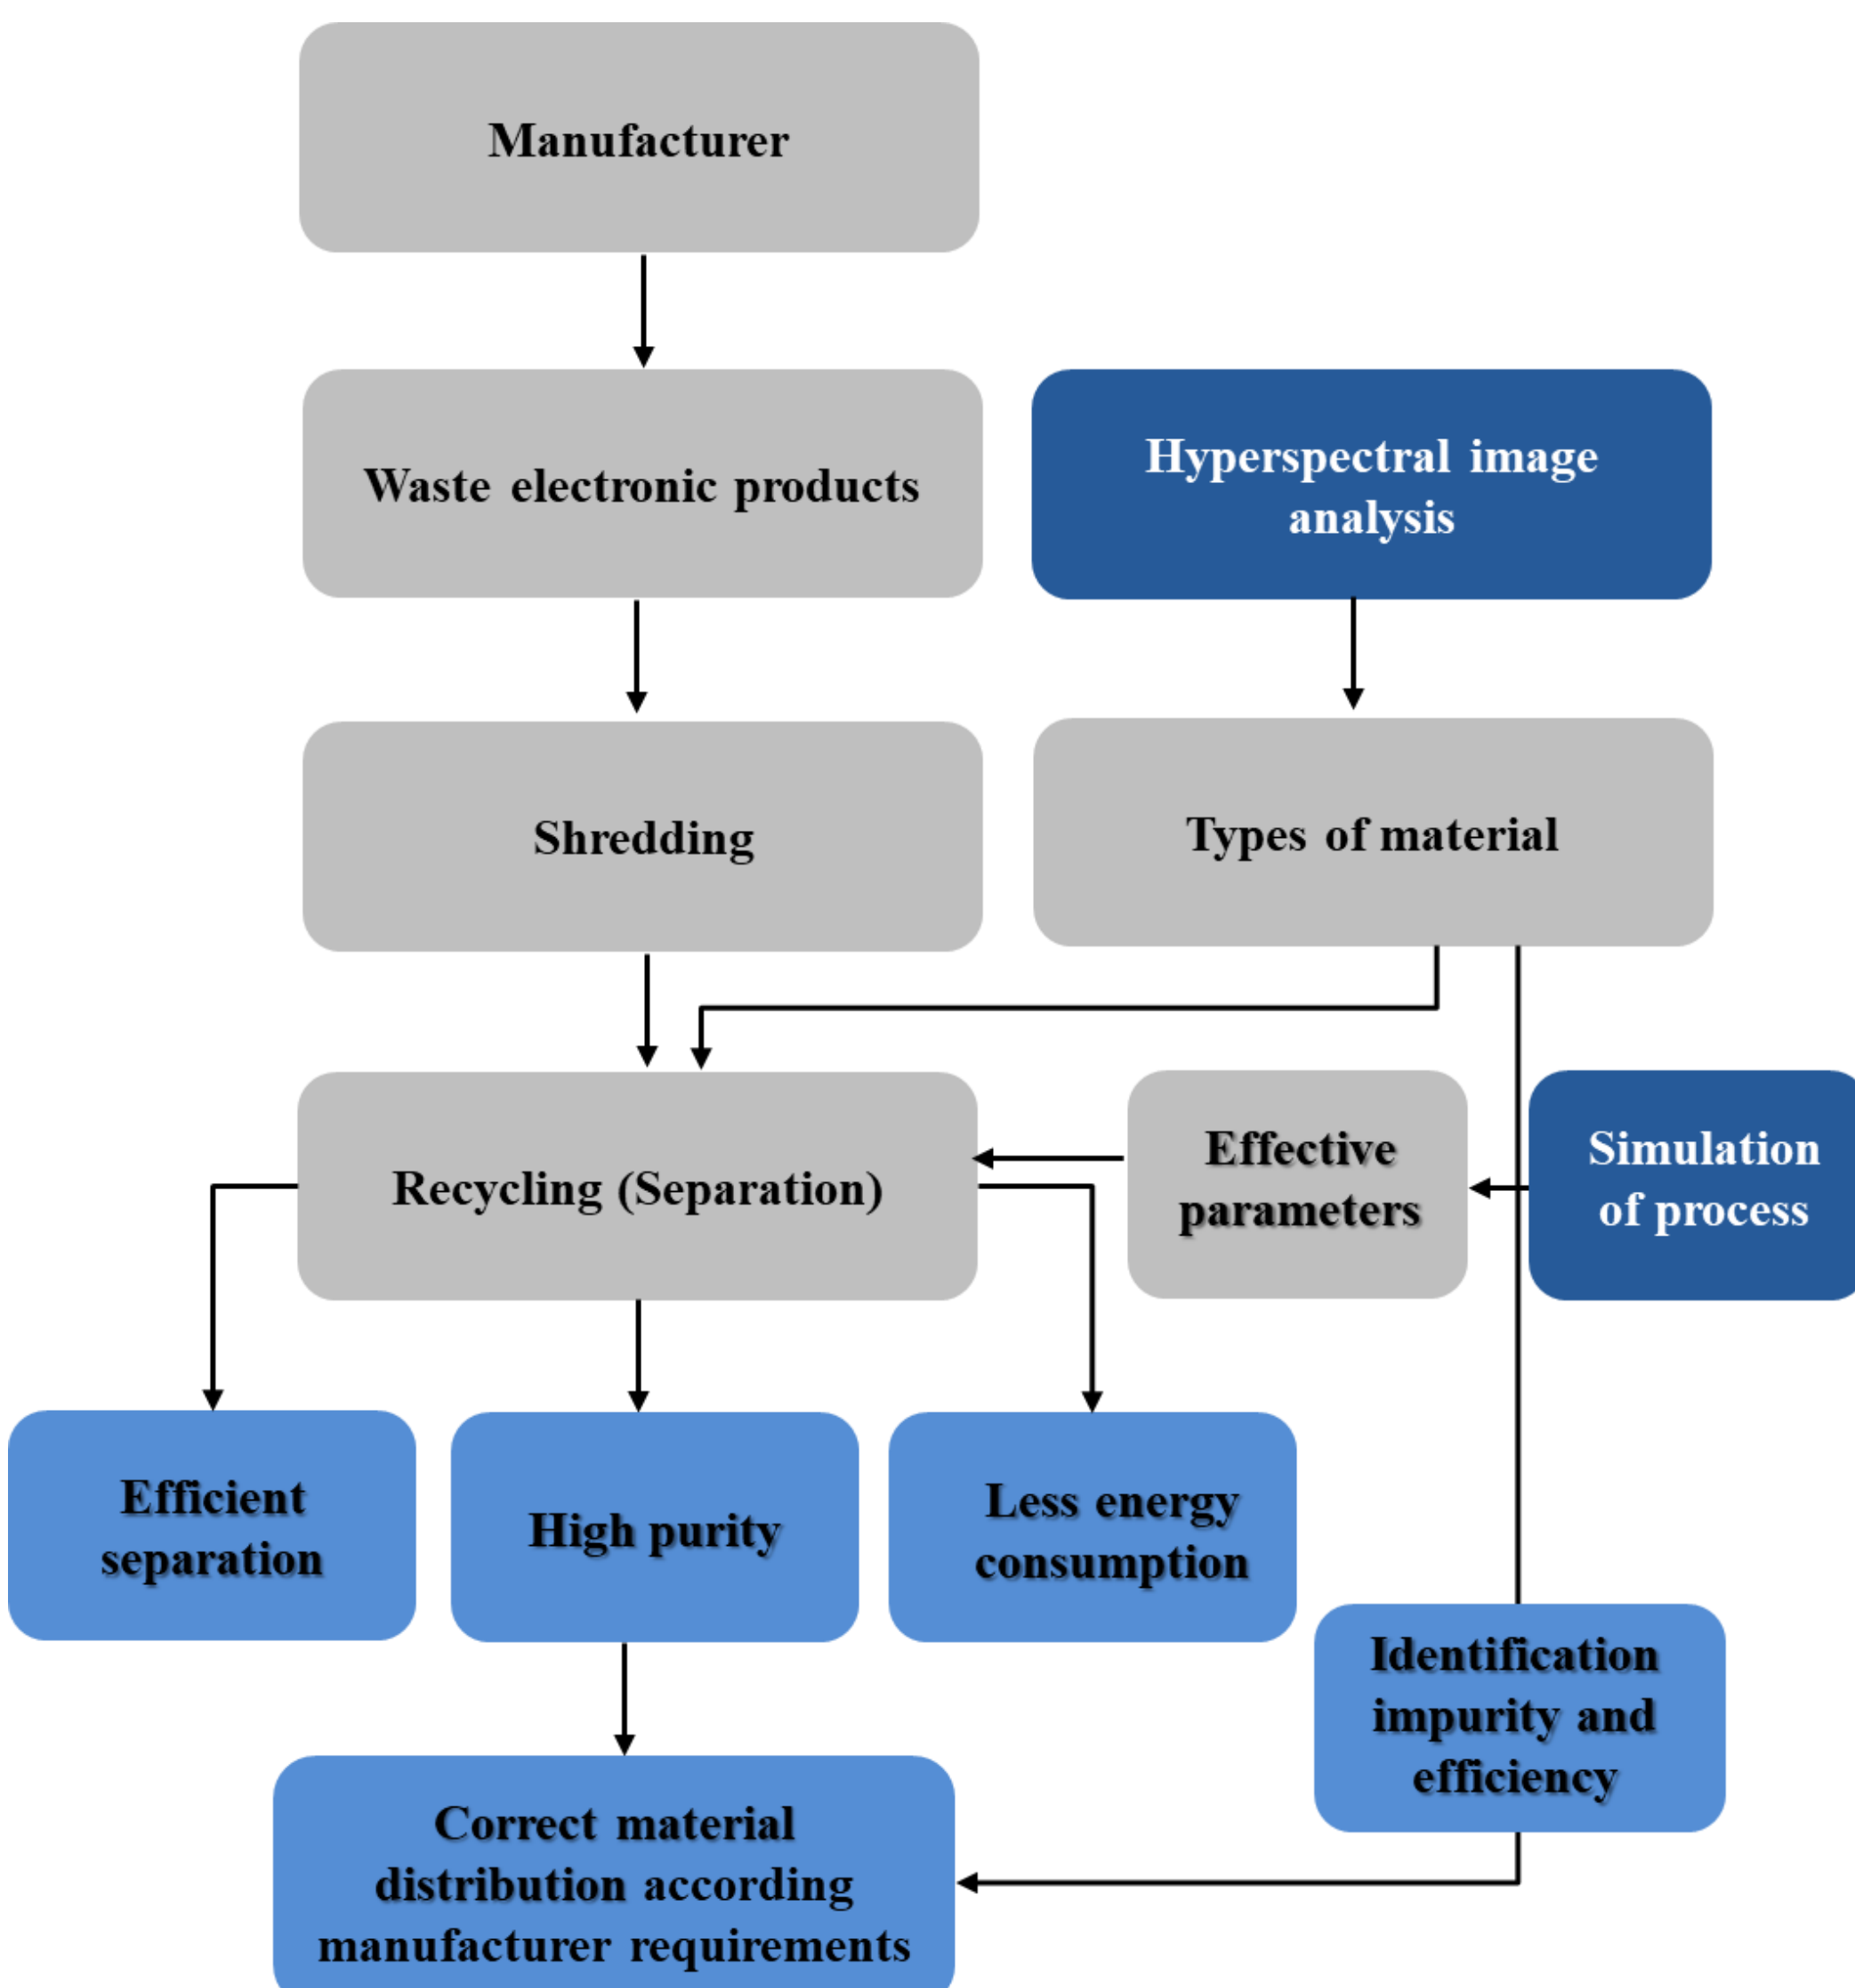 Manufacturer
Waste electronic products
Hyperspectral image
analysis
Shredding
Types of material
Recycling (Separation)
Effective
parameters
Simulation
of process
Efficient
separation
High purity
Less energy
consumption
Identification
impurity and
efficiency
Correct material
distribution according
manufacturer requirements